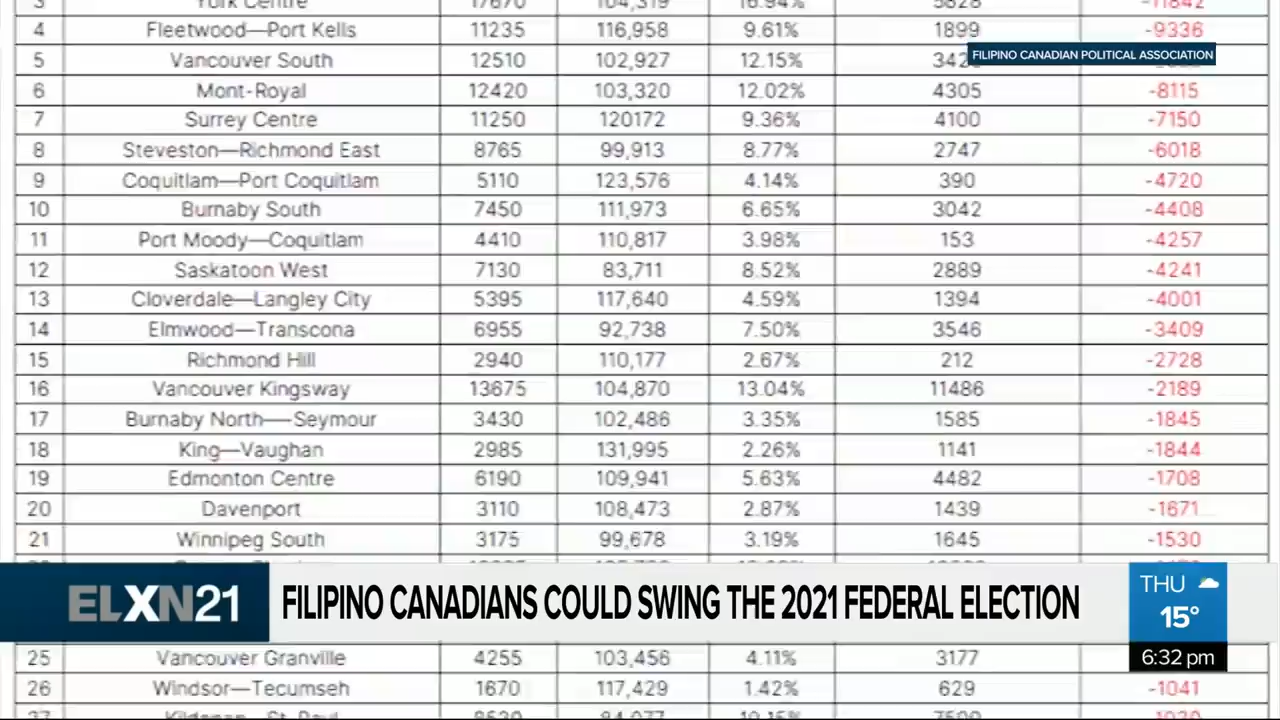 3 York Centre 17670 104,319 16.94% 5828 -11842
4 Fleetwood—Port Kells 11235 116,958 9.61% 1899 -9336
FILIPINO CANADIAN POLITICAL ASSOCIATION
5 Vancouver South 12510 102,927 12.15%
6 Mont-Royal 12420 103,320 12.02% 4305 -8115
7 Surrey Centre 11250 120172 9.36% 4100 -7150
8 Steveston—Richmond East 8765 99,913 8.77% 2747 -6018
9 Coquitlam—Port Coquitlam 5110 123,576 4.14% 390 -4720
10 Burnaby South 7450 111,973 6.65% 3042 -4408
11 Port Moody—Coquitlam 4410 110,817 3.98% 153 -4257
12 Saskatoon West 7130 83,711 8.52% 2889 -4241
13 Cloverdale—Langley City 5395 117,640 4.59% 1394 -4001
14 Elmwood—Transcona 6955 92,738 7.50% 3546 -3409
15 Richmond Hill 2940 110,177 2.67% 212 -2728
16 Vancouver Kingsway 13675 104,870 13.04% 11486 -2189
17 Burnaby North—Seymour 3430 102,486 3.35% 1585 -1845
18 King—Vaughan 2985 131,995 2.26% 1141 -1844
19 Edmonton Centre 6190 109,941 5.63% 4482 -1708
20 Davenport 3110 108,473 2.87% 1439 -1671
21 Winnipeg South 3175 99,678 3.19% 1645 -1530
ELXN21
FILIPINO CANADIANS COULD SWING THE 2021 FEDERAL ELECTION
THU
15°
6:32 pm
25 Vancouver Granville 4255 103,456 4.11% 3177
26 Windsor—Tecumseh 1670 117,429 1.42% 629 -1041